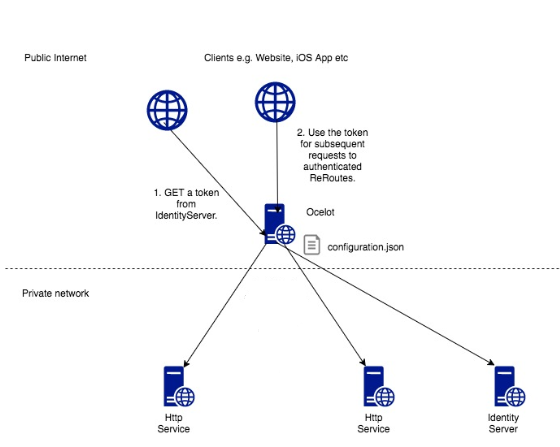 Public Internet
Clients e.g. Website, iOS App etc
2. Use the token
for subsequent
requests to
authenticated
ReRoutes.
1. GET a token
from
IdentityServer.
Ocelot
configuration.json
Private network
Http
Service
Http
Service
Identity
Server